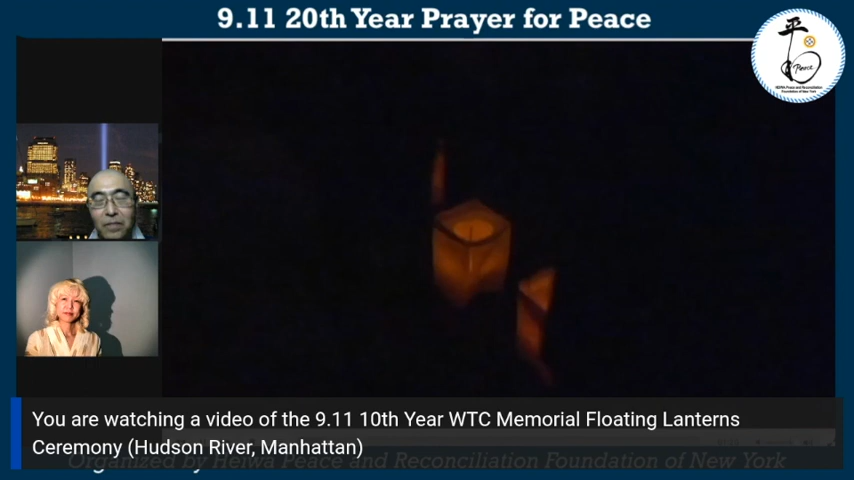 9.11 20th Year Prayer for Peace
平
Peace
HEIWA Peace and Reconciliation
Foundation of New York
You are watching a video of the 9.11 10th Year WTC Memorial Floating Lanterns
Ceremony (Hudson River, Manhattan)
Organized by Heiwa Peace and Reconciliation Foundation of New York